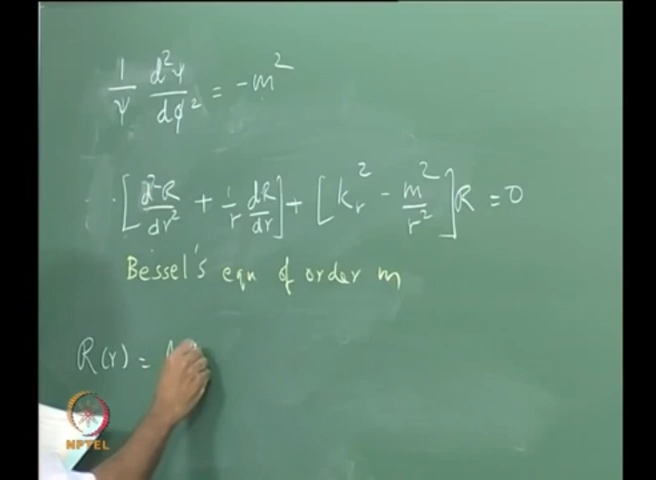 1/ψ d²ψ/dϕ² = -m²
[d²R/dr² + 1/r dR/dr] + [k_r² - m²/r²] R = 0
Bessel's eqn of order m
R(r) =
NPTEL